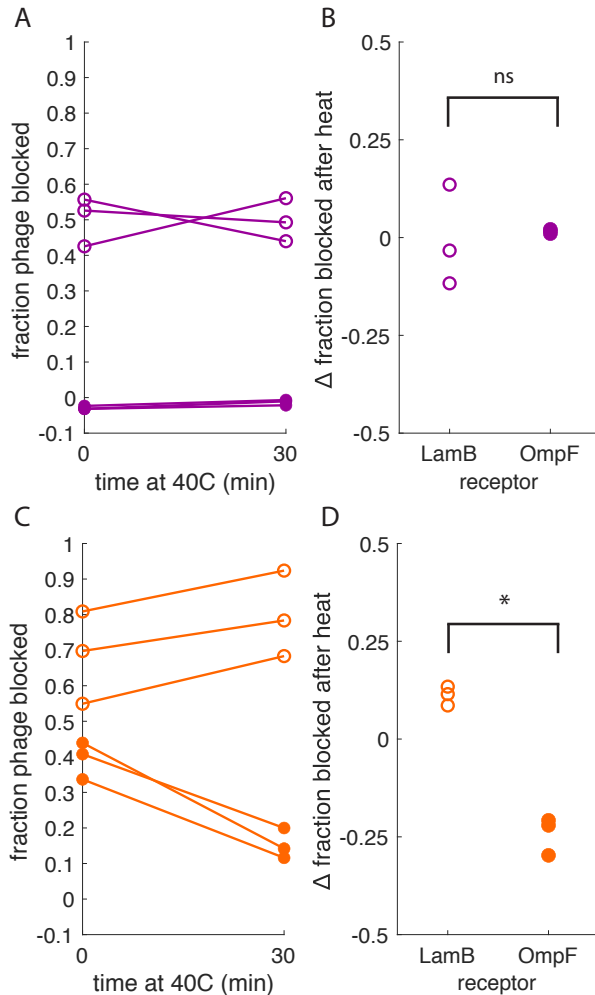 A
fraction phage blocked
1
0.9
0.8
0.7
0.6
0.5
0.4
0.3
0.2
0.1
0
-0.1
0 30
time at 40C (min)
B
Δ fraction blocked after heat
0.5
0.25
0
-0.25
-0.5
ns
LamB OmpF
receptor
C
fraction phage blocked
1
0.9
0.8
0.7
0.6
0.5
0.4
0.3
0.2
0.1
0
-0.1
0 30
time at 40C (min)
D
Δ fraction blocked after heat
0.5
0.25
0
-0.25
-0.5
*
LamB OmpF
receptor